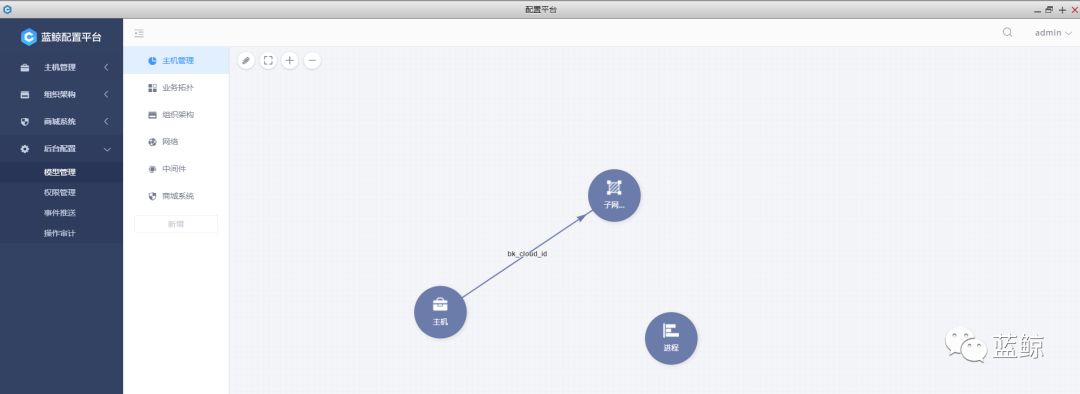 配置平台
蓝鲸配置平台
admin
主机管理
组织架构
商城系统
后台配置
模型管理
权限管理
事件推送
操作审计
主机管理
业务拓扑
组织架构
网络
中间件
商城系统
新增
子网...
bk_cloud_id
主机
进程
蓝鲸